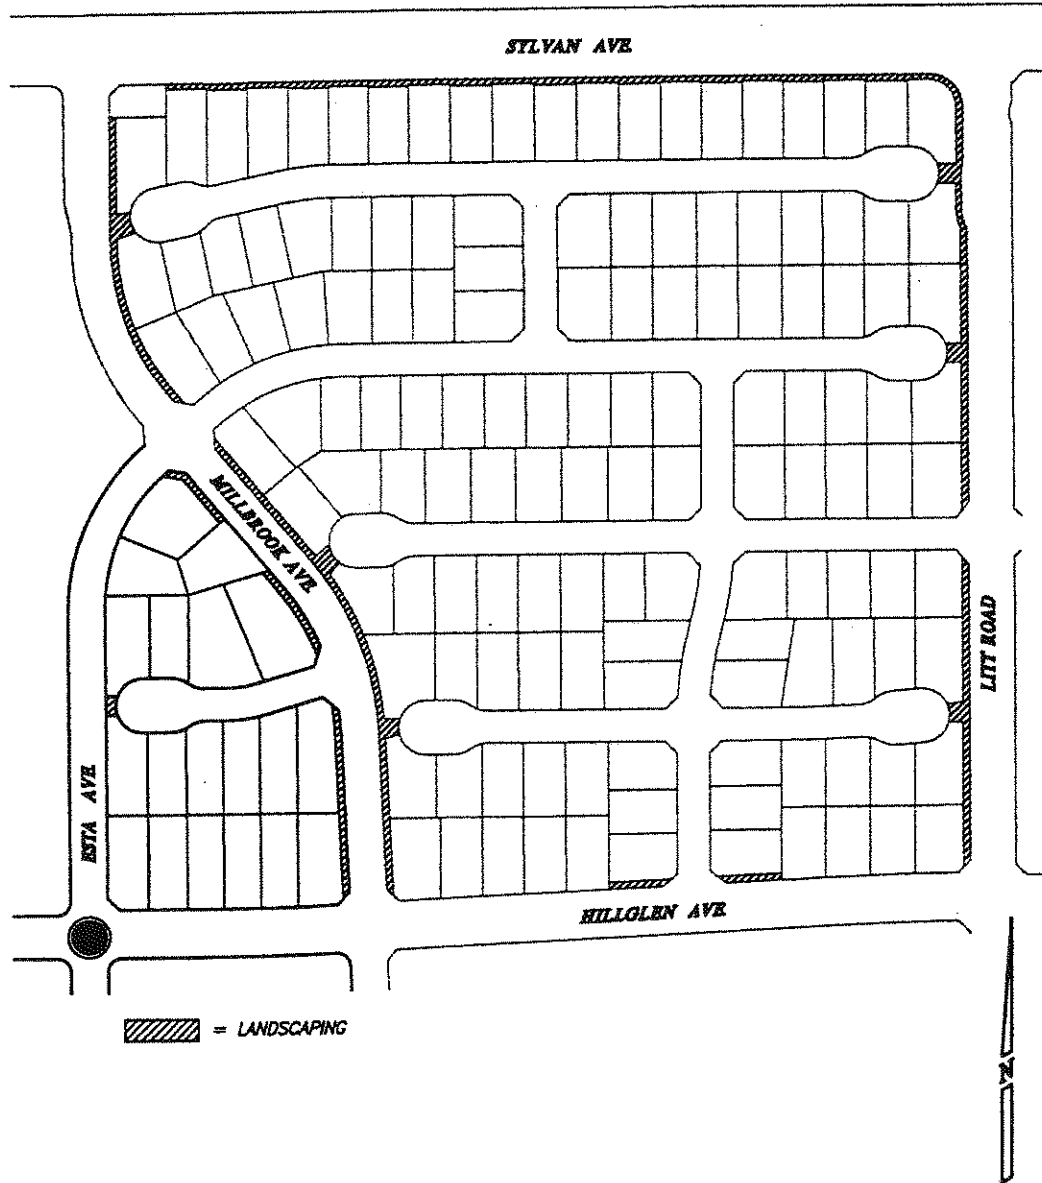 SYLVAN AVE
MILLBROOK AVE
LITT ROAD
ESTA AVE
HILLGLEN AVE
= LANDSCAPING
N